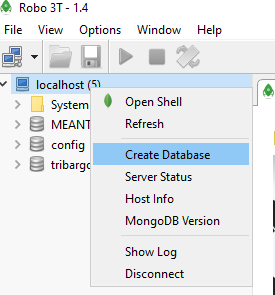 Robo 3T - 1.4
File View Options Window Help
localhost (5)
Open Shell
System
Refresh
MEANT
config
Create Database
tribargo
Server Status
Host Info
MongoDB Version
Show Log
Disconnect